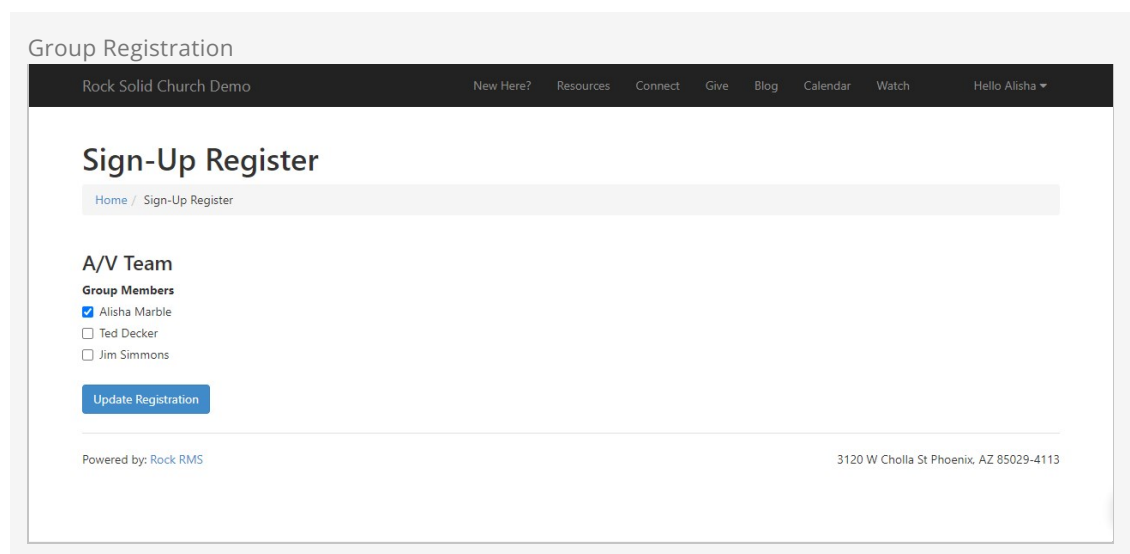 Group Registration
Rock Solid Church Demo New Here? Resources Connect Give Blog Calendar Watch Hello Alisha
Sign-Up Register
Home / Sign-Up Register
A/V Team
Group Members
Alisha Marble
Ted Decker
Jim Simmons
Update Registration
Powered by: Rock RMS 3120 W Cholla St Phoenix, AZ 85029-4113